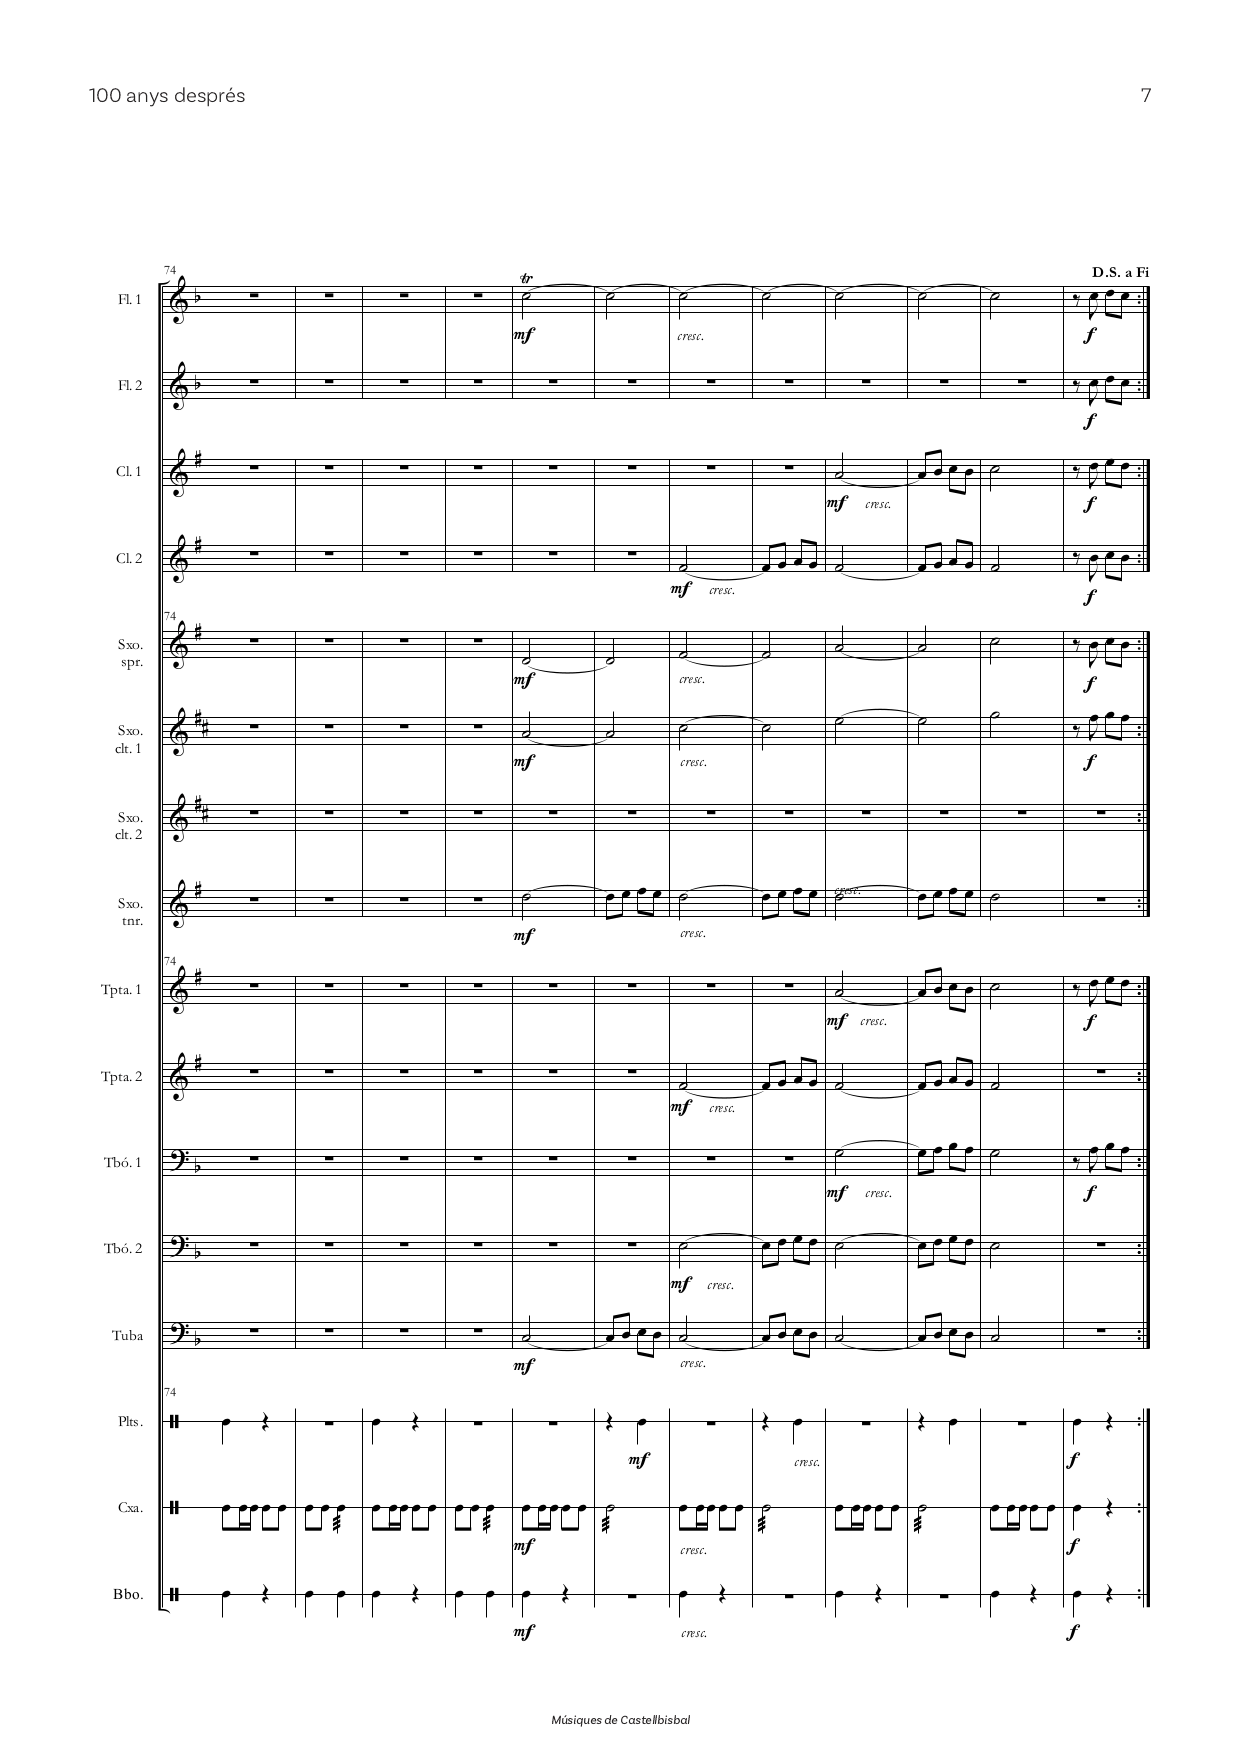 100 anys després 7
74 D.S. a Fi
tr
Fl. 1
mf cresc. f
Fl. 2
f
Cl. 1
mf cresc. f
Cl. 2
mf cresc. f
74
Sxo.
spr.
mf cresc. f
Sxo.
clt. 1
mf cresc. f
Sxo.
clt. 2
cresc.
Sxo.
tnr.
mf cresc.
74
Tpta. 1
mf cresc. f
Tpta. 2
mf cresc.
Tbó. 1
mf cresc. f
Tbó. 2
mf cresc.
Tuba
mf cresc.
74
Plts.
mf cresc. f
Cxa.
mf cresc. f
Bbo.
mf cresc. f
Músiques de Castellbisbal